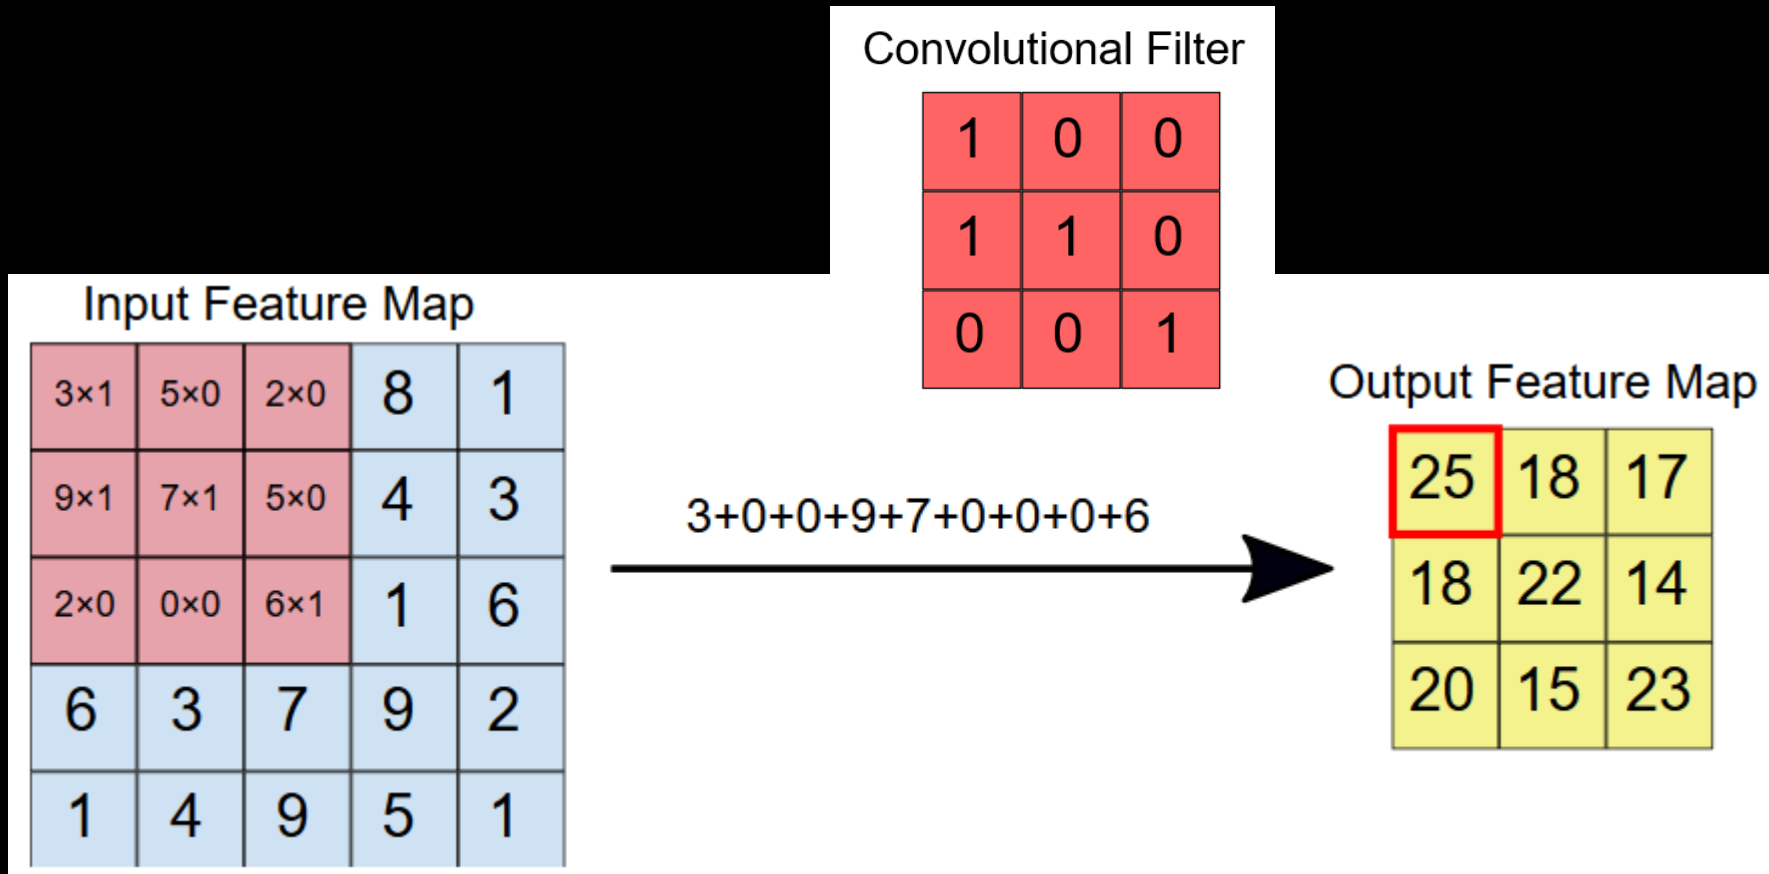 Convolutional Filter
1 0 0
1 1 0
0 0 1
Input Feature Map
3×1 5×0 2×0 8 1
9×1 7×1 5×0 4 3
2×0 0×0 6×1 1 6
6 3 7 9 2
1 4 9 5 1
3+0+0+9+7+0+0+0+6
Output Feature Map
25 18 17
18 22 14
20 15 23